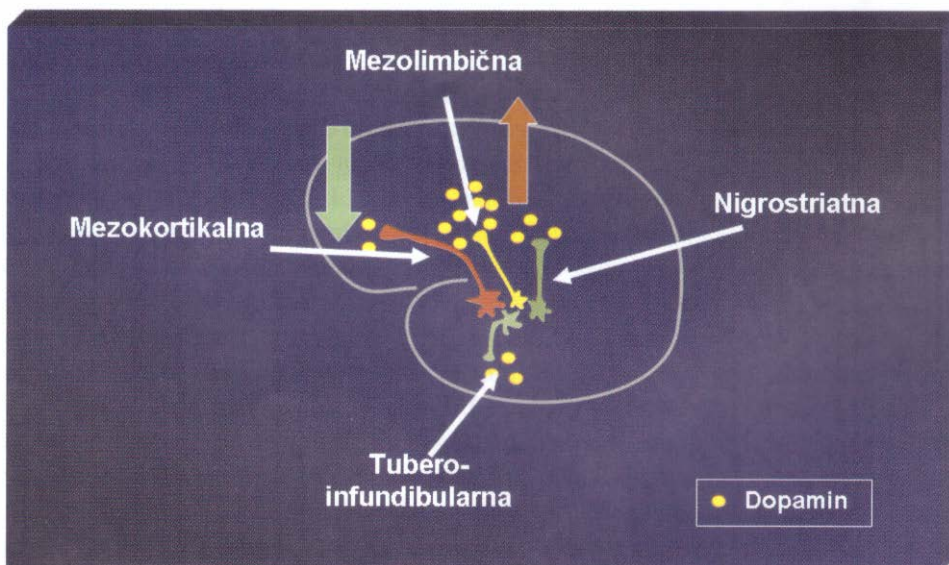 Mezolimbična
Mezokortikalna
Nigrostriatna
Tubero-
infundibularna
Dopamin